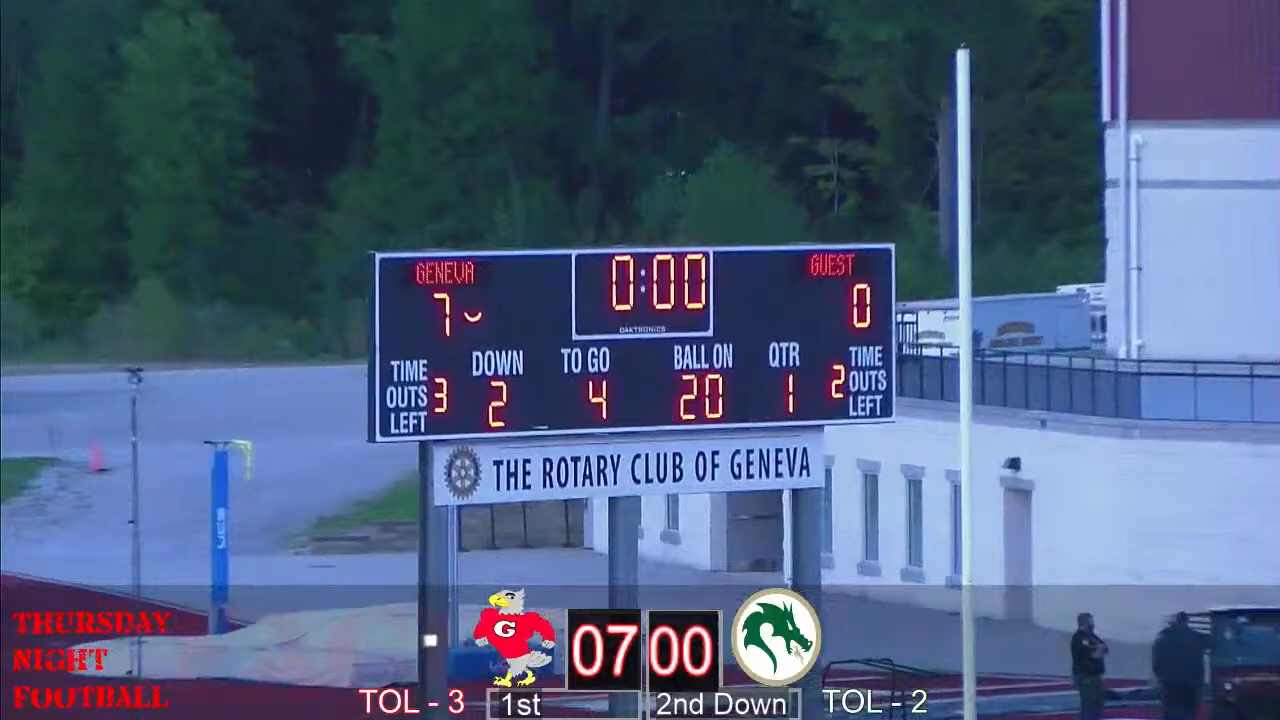 GENEVA 0:00 GUEST
7 0
DAKTRONICS
TIME OUTS LEFT 3
DOWN 2
TO GO 4
BALL ON 20
QTR 1
2 TIME OUTS LEFT
THE ROTARY CLUB OF GENEVA
THURSDAY
NIGHT
FOOTBALL
G
07 00
TOL - 3 1st 2nd Down TOL - 2